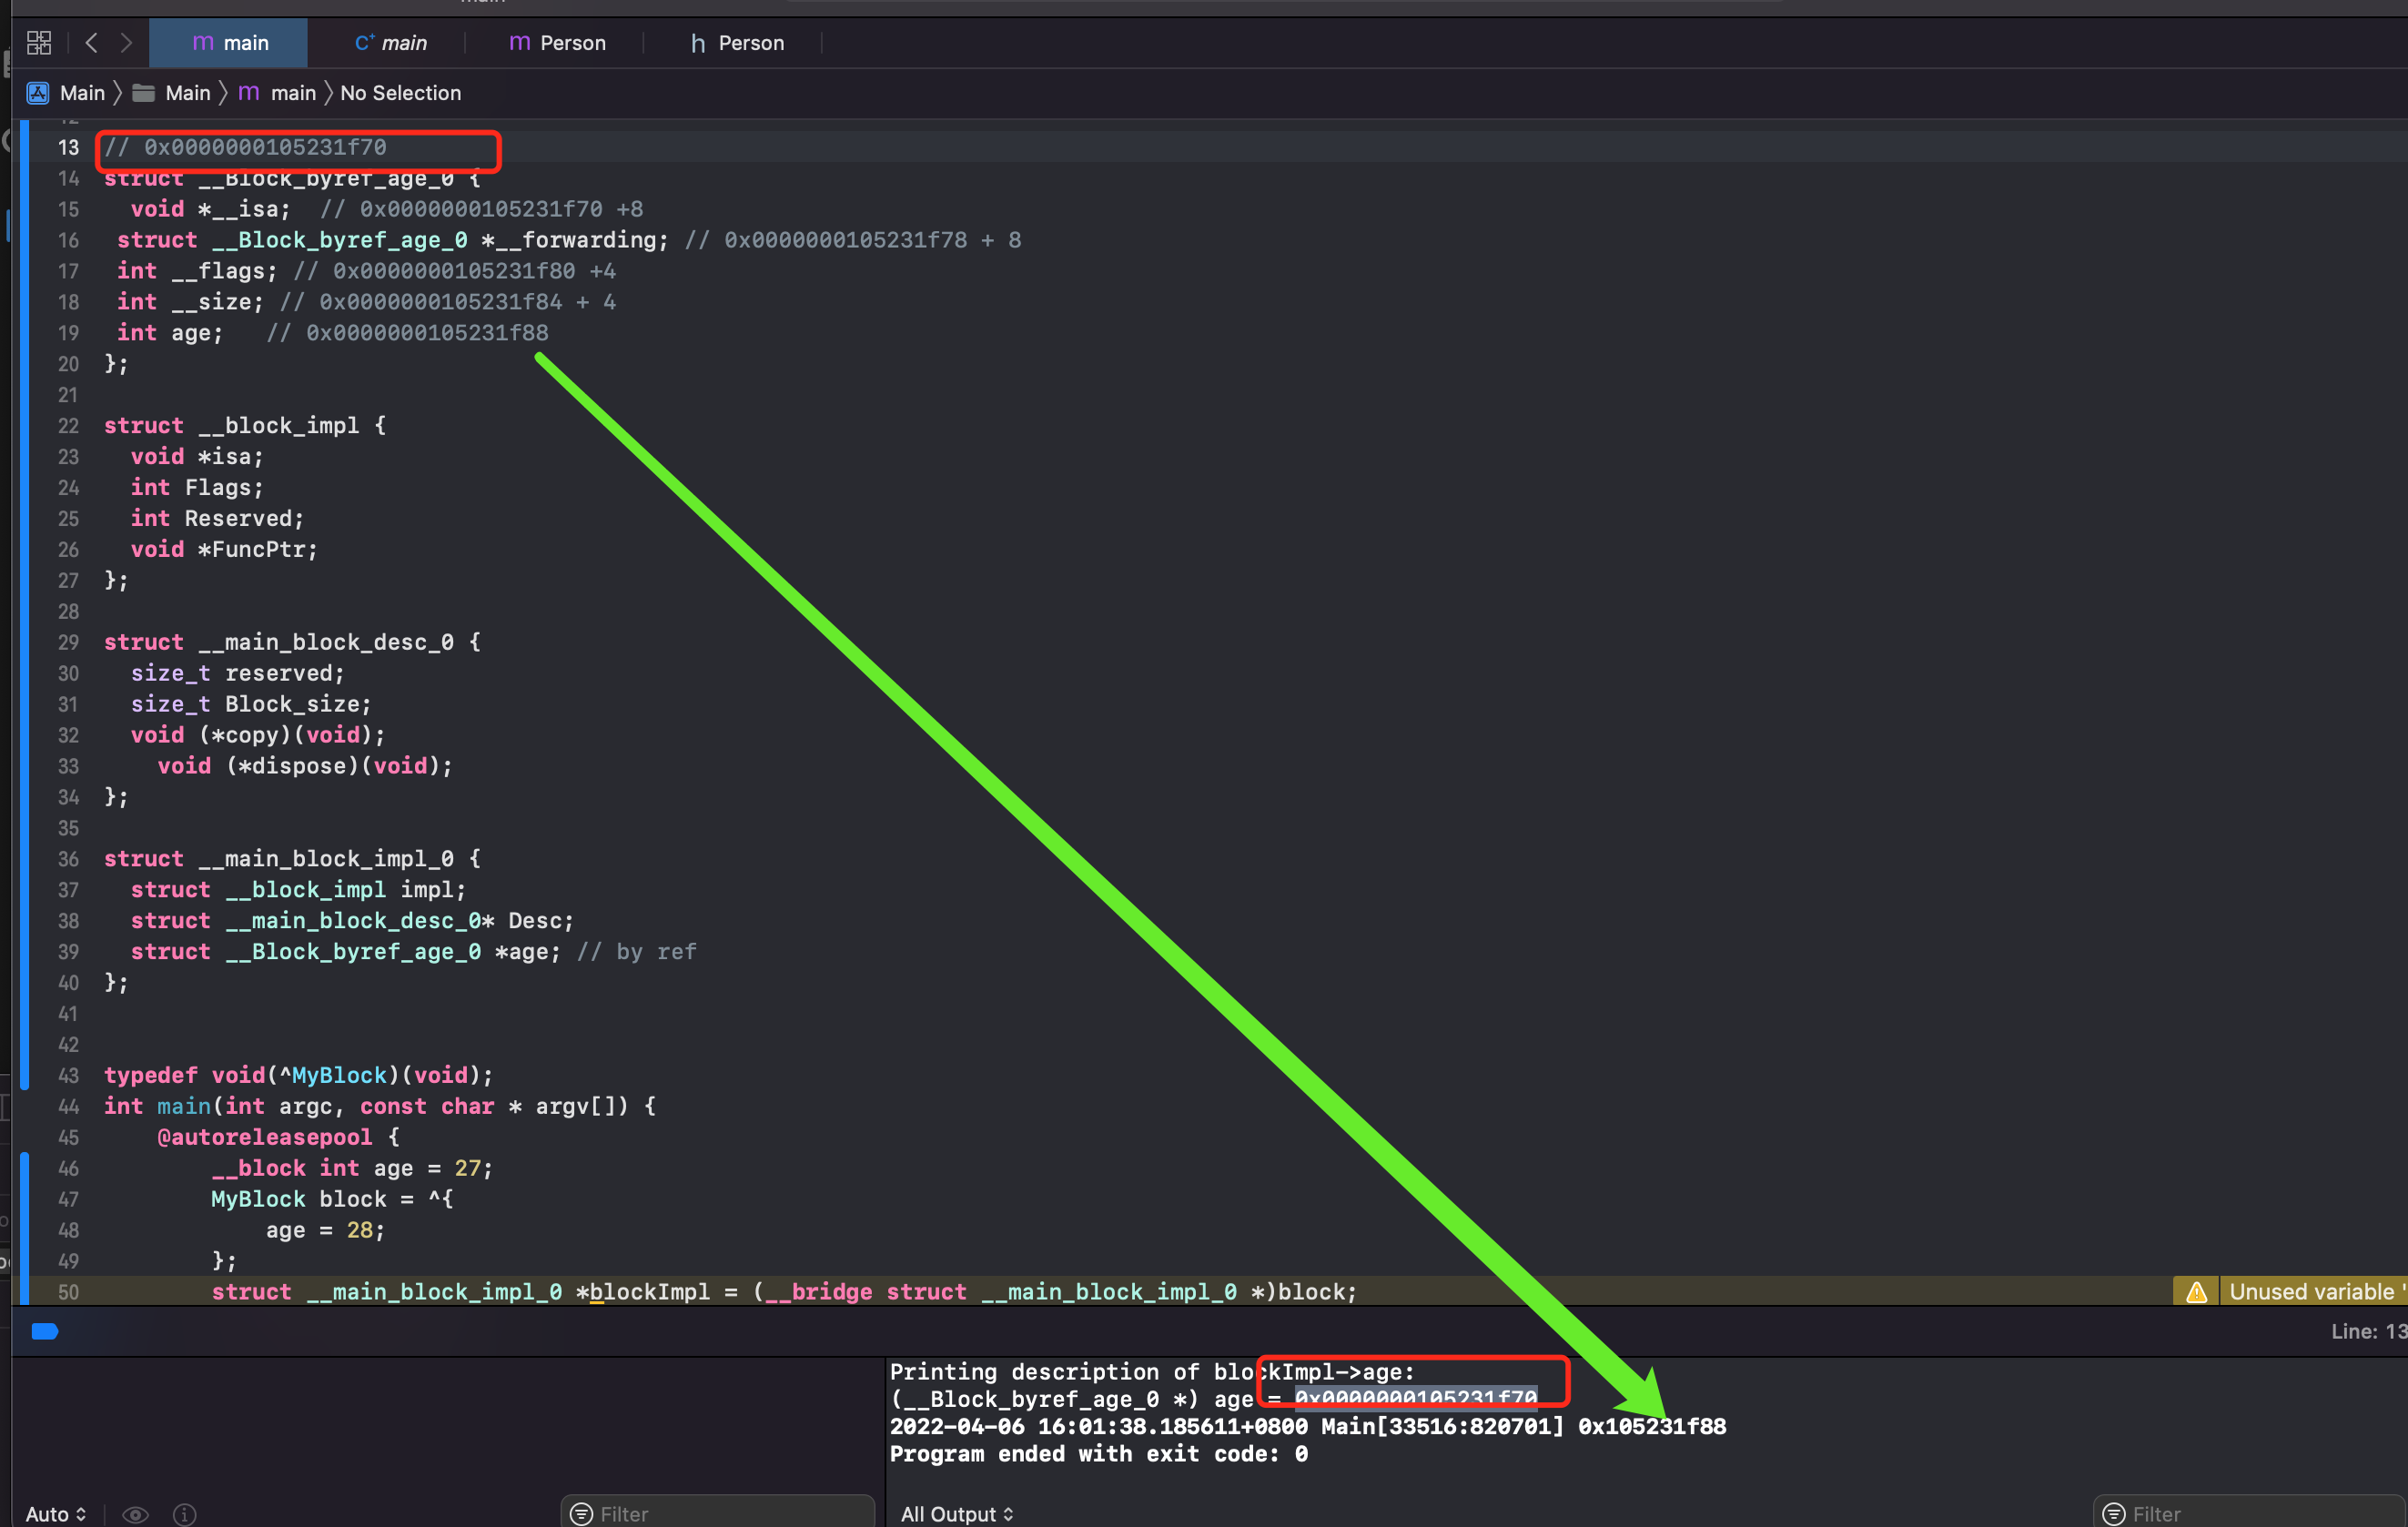 main
main
Person
Person
Main
Main
main
No Selection
12
13 // 0x0000000105231f70
14 struct __Block_byref_age_0 {
15 void *__isa; // 0x0000000105231f70 +8
16 struct __Block_byref_age_0 *__forwarding; // 0x0000000105231f78 + 8
17 int __flags; // 0x0000000105231f80 +4
18 int __size; // 0x0000000105231f84 + 4
19 int age; // 0x0000000105231f88
20 };
21
22 struct __block_impl {
23 void *isa;
24 int Flags;
25 int Reserved;
26 void *FuncPtr;
27 };
28
29 struct __main_block_desc_0 {
30 size_t reserved;
31 size_t Block_size;
32 void (*copy)(void);
33 void (*dispose)(void);
34 };
35
36 struct __main_block_impl_0 {
37 struct __block_impl impl;
38 struct __main_block_desc_0* Desc;
39 struct __Block_byref_age_0 *age; // by ref
40 };
41
42
43 typedef void(^MyBlock)(void);
44 int main(int argc, const char * argv[]) {
45 @autoreleasepool {
46 __block int age = 27;
47 MyBlock block = ^{
48 age = 28;
49 };
50 struct __main_block_impl_0 *blockImpl = (__bridge struct __main_block_impl_0 *)block;
Unused variable '
Line: 13
Printing description of blockImpl->age:
(__Block_byref_age_0 *) age = 0x0000000105231f70
2022-04-06 16:01:38.185611+0800 Main[33516:820701] 0x105231f88
Program ended with exit code: 0
Auto
Filter
All Output
Filter